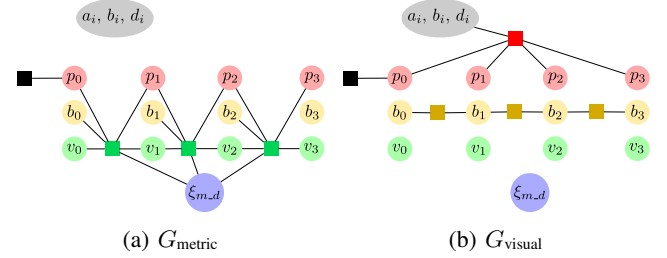 a_i, b_i, d_i
a_i, b_i, d_i
p_0 p_1 p_2 p_3
p_0 p_1 p_2 p_3
b_0 b_1 b_2 b_3
b_0 b_1 b_2 b_3
v_0 v_1 v_2 v_3
v_0 v_1 v_2 v_3
ξ_{m_d}
ξ_{m_d}
(a) G_metric
(b) G_visual